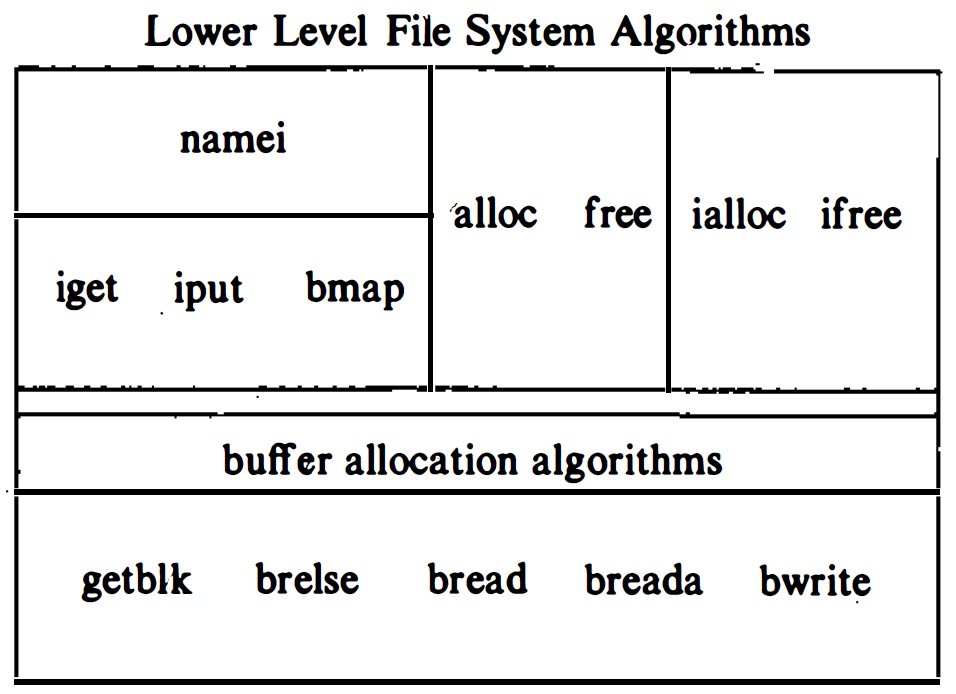 Lower Level File System Algorithms
namei
alloc free ialloc ifree
iget iput bmap
buffer allocation algorithms
getblk brelse bread breada bwrite